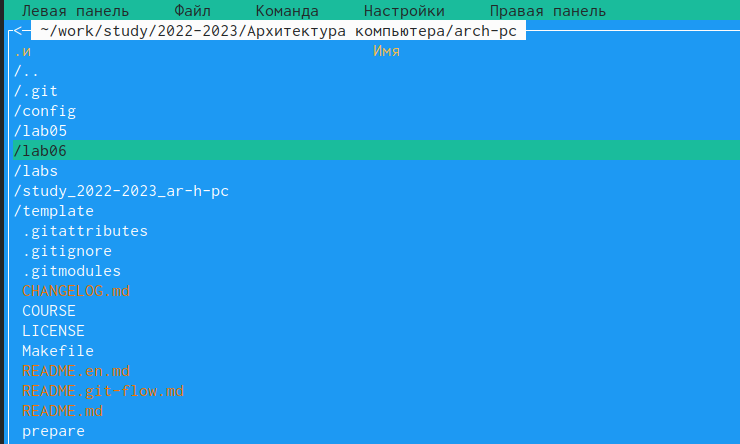 Левая панель Файл Команда Настройки Правая панель
<─ ~/work/study/2022-2023/Архитектура компьютера/arch-pc
.и Имя
/..
/.git
/config
/lab05
/lab06
/labs
/study_2022-2023_ar-h-pc
/template
.gitattributes
.gitignore
.gitmodules
CHANGELOG.md
COURSE
LICENSE
Makefile
README.en.md
README.git-flow.md
README.md
prepare